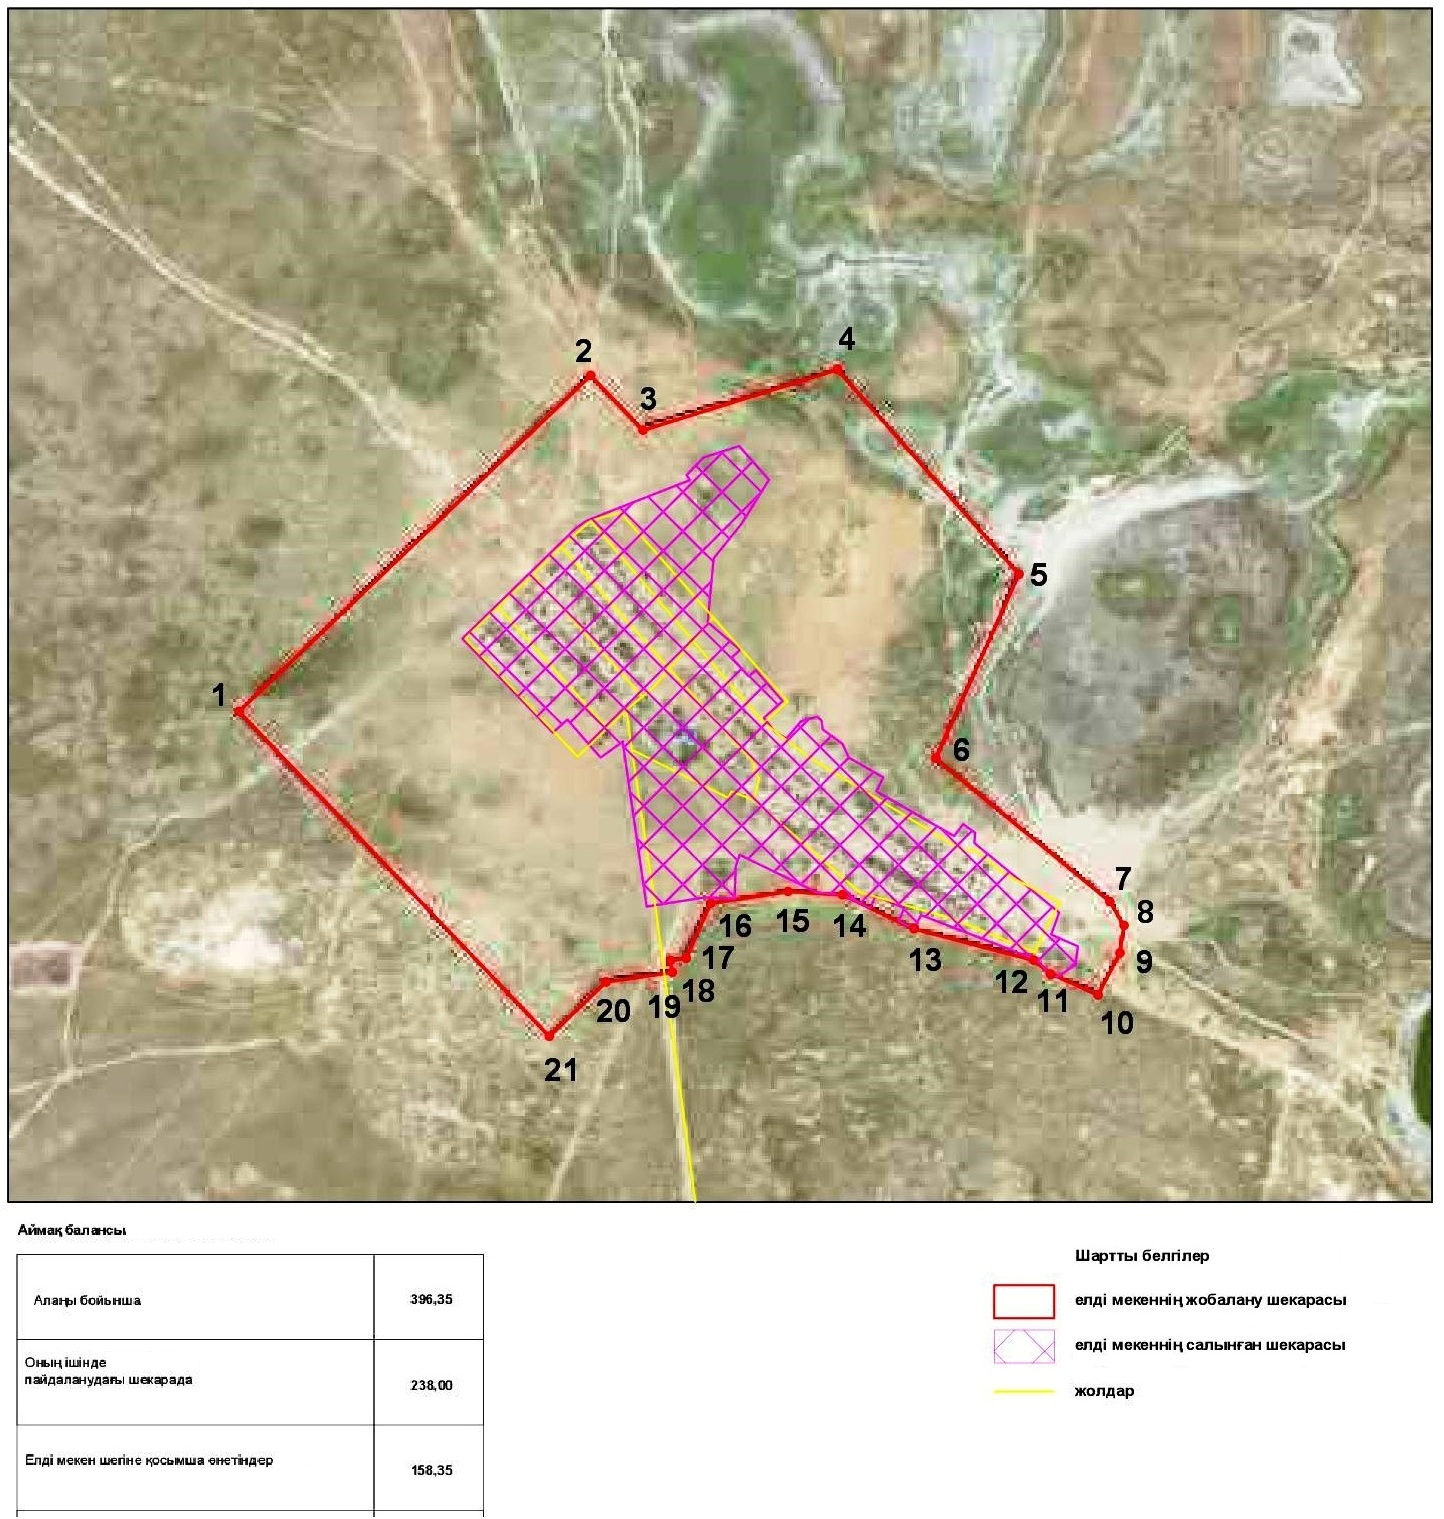 2
4
3
5
1
6
7
8
16
15
14
13
17
9
12
18
11
19
20
10
21
Аймақ балансы
Шартты белгілер
Алаңы бойынша
396,35
елді мекеннің жобалану шекарасы
елді мекеннің салынған шекарасы
Оның ішінде
пайдаланудағы шекарада
238,00
жолдар
Елді мекен шегіне қосымша енетіндер
158,35